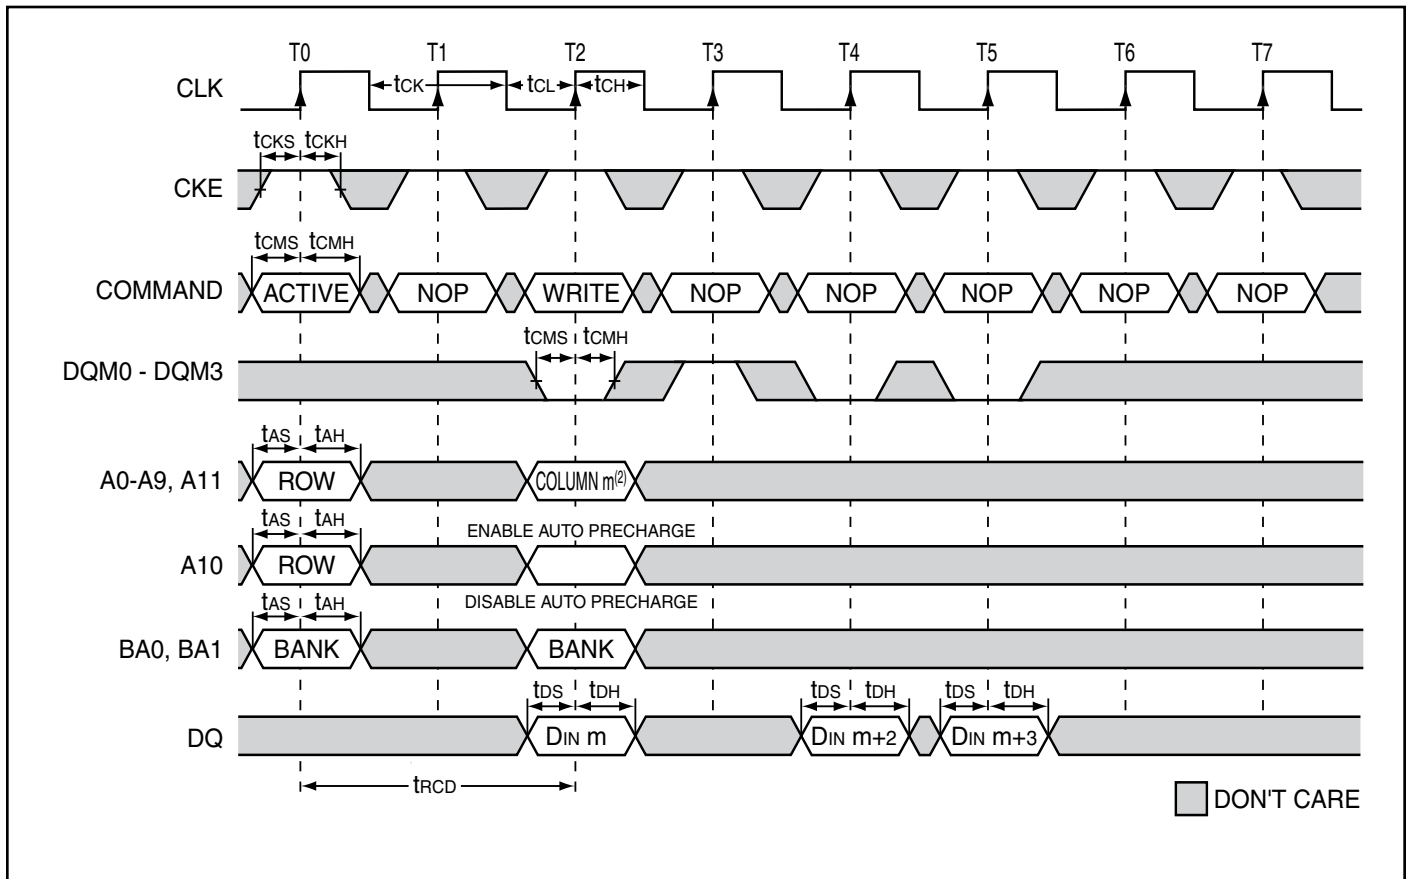 T0 T1 T2 T3 T4 T5 T6 T7
CLK tCK tCL tCH
tCKS tCKH
CKE
tCMS tCMH
COMMAND ACTIVE NOP WRITE NOP NOP NOP NOP NOP
tCMS tCMH
DQM0 - DQM3
tAS tAH
A0-A9, A11 ROW COLUMN m(2)
tAS tAH ENABLE AUTO PRECHARGE
A10 ROW
tAS tAH DISABLE AUTO PRECHARGE
BA0, BA1 BANK BANK
tDS tDH tDS tDH tDS tDH
DQ DIN m DIN m+2 DIN m+3
tRCD
DON'T CARE